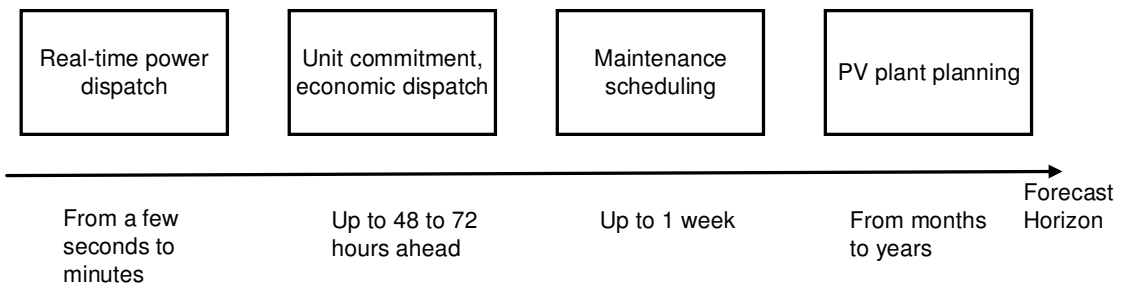 Real-time power
dispatch
Unit commitment,
economic dispatch
Maintenance
scheduling
PV plant planning
From a few
seconds to
minutes
Up to 48 to 72
hours ahead
Up to 1 week
From months
to years
Forecast
Horizon